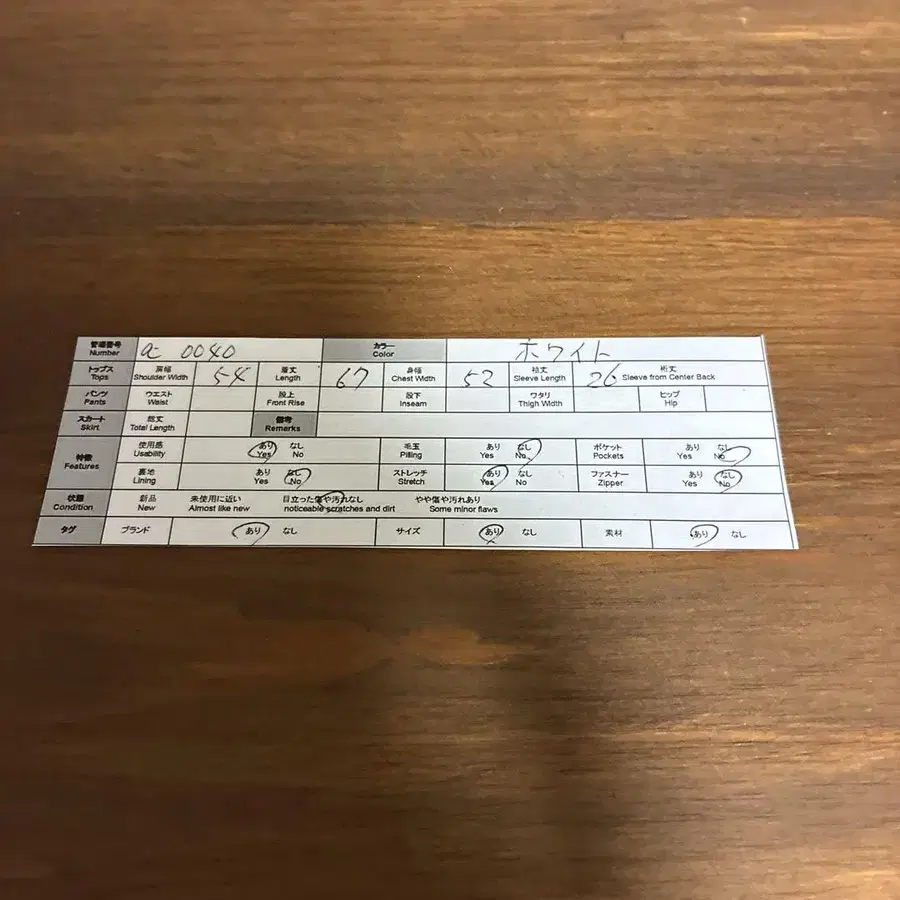 管理番号 a 0040 カラー ホワイト
Number Color
トップス 肩幅 54 着丈 67 身幅 52 袖丈 26 裄丈
Tops Shoulder Width Length Chest Width Sleeve Length Sleeve from Center Back
パンツ ウエスト 股上 股下 ワタリ ヒップ
Pants Waist Front Rise Inseam Thigh Width Hip
スカート 総丈 備考
Skirt Total Length Remarks
特徴 使用感 あり なし 毛玉 あり なし ポケット あり なし
Features Usability Yes No Pilling Yes No Pockets Yes No
裏地 あり なし ストレッチ あり なし ファスナー あり なし
Lining Yes No Stretch Yes No Zipper Yes No
状態 新品 未使用に近い 目立った傷や汚れなし やや傷や汚れあり
Condition New Almost like new noticeable scratches and dirt Some minor flaws
タグ ブランド あり なし サイズ あり なし 素材 あり なし